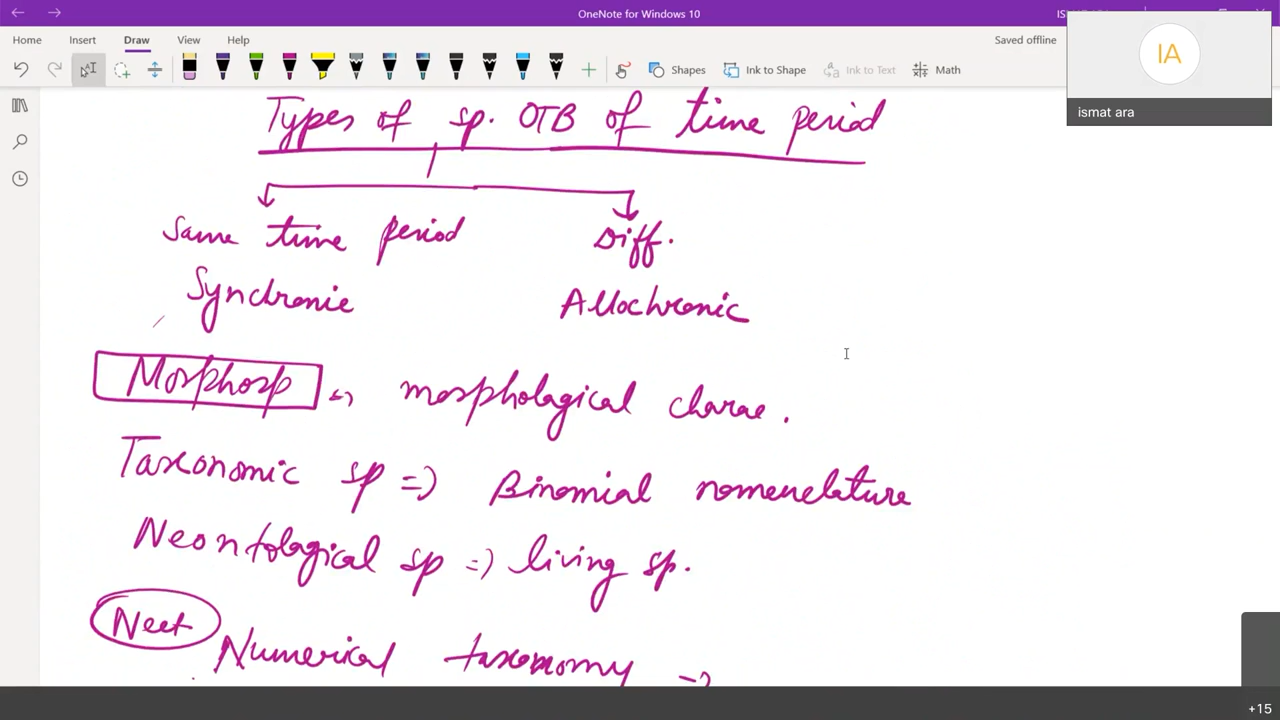 OneNote for Windows 10
Home Insert Draw View Help
Saved offline
Shapes Ink to Shape Ink to Text Math
IA
ismat ara
Types of sp. OTB of time period
Same time period Diff.
Synchronic Allochronic
Morphosp => morphological charac.
Taxonomic sp => Binomial nomenclature
Neontological sp => living sp.
Neet
Numerical taxonomy =>
+15